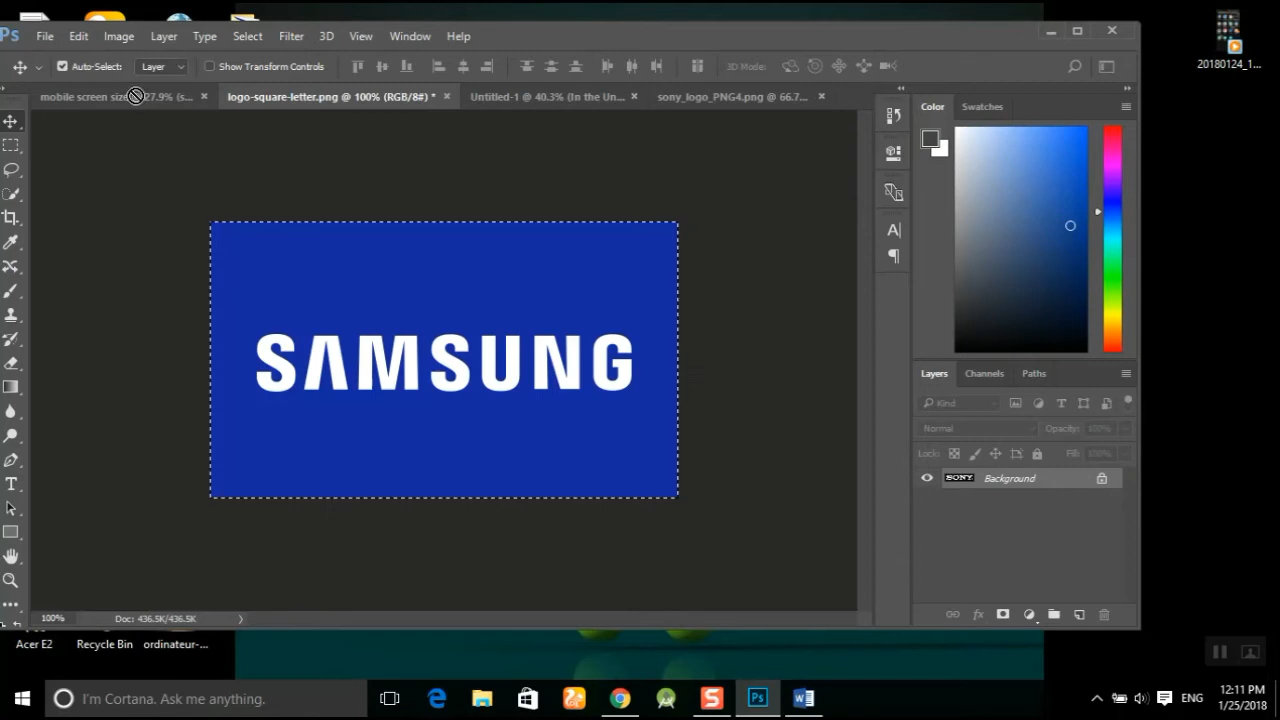 20180124_1...
Ps File Edit Image Layer Type Select Filter 3D View Window Help
Auto-Select: Layer Show Transform Controls 3D Mode:
mobile screen size 27.9% (s... × logo-square-letter.png @ 100% (RGB/8#) * × Untitled-1 @ 40.3% (In the Un... × sony_logo_PNG4.png @ 66.7... ×
Color Swatches
SAMSUNG
Layers Channels Paths
Kind
Normal Opacity: 100%
Lock: Fill: 100%
SONY Background
100% Doc: 436.5K/436.5K
fx
Acer E2 Recycle Bin ordinateur-...
I'm Cortana. Ask me anything.
Ps
ENG
12:11 PM
1/25/2018